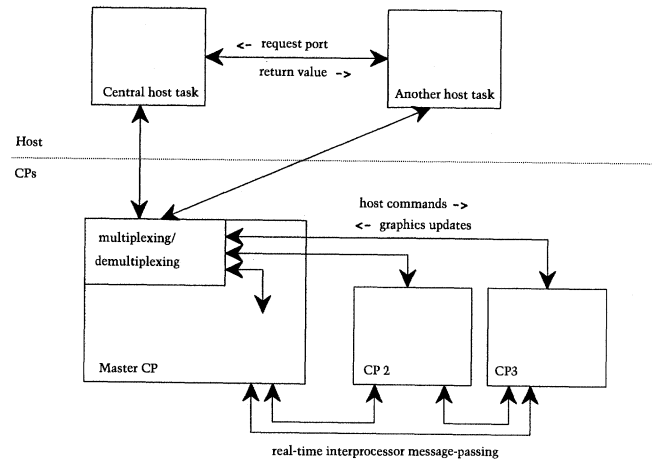 <- request port
return value ->
Central host task
Another host task
Host
CPs
host commands ->
<- graphics updates
multiplexing/
demultiplexing
Master CP
CP 2
CP3
real-time interprocessor message-passing